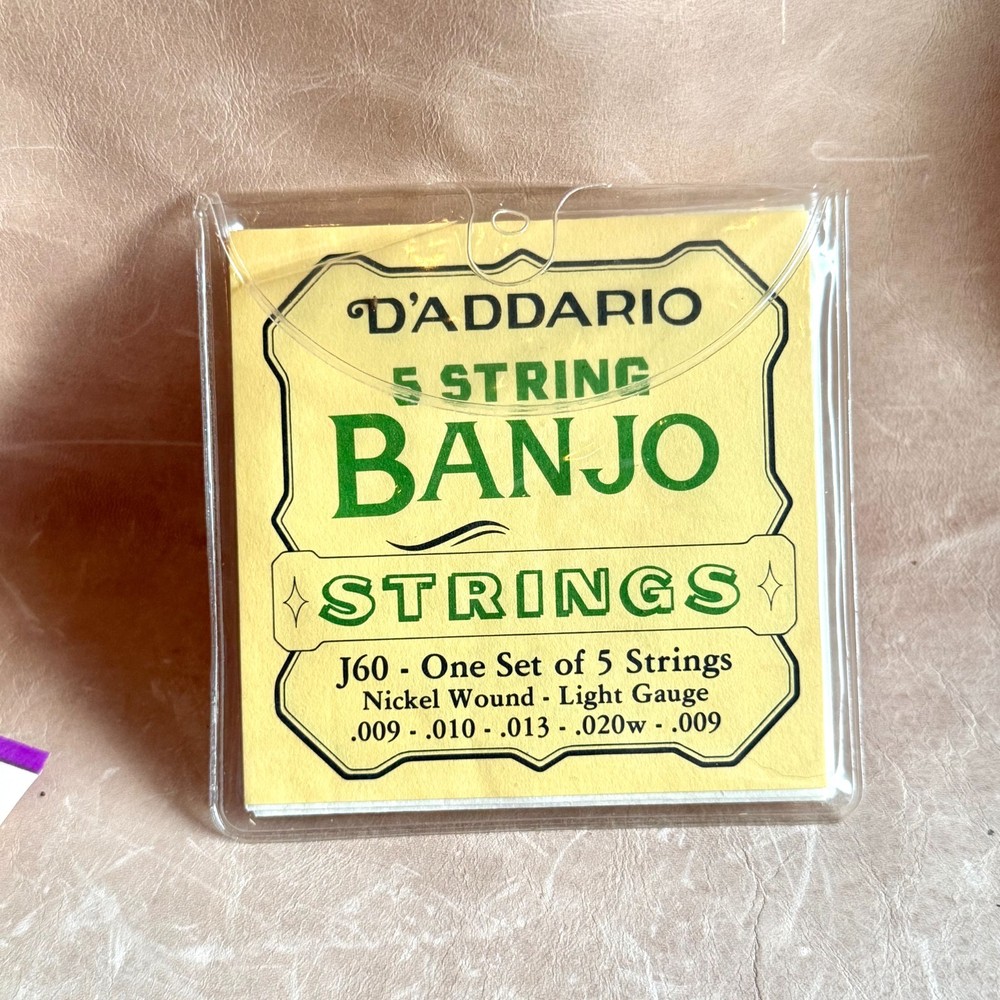 D'ADDARIO
5 STRING
BANJO
STRINGS
J60 - One Set of 5 Strings
Nickel Wound - Light Gauge
.009 - .010 - .013 - .020w - .009